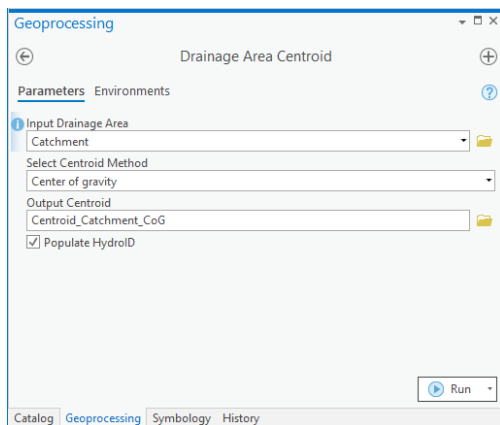 Geoprocessing
Drainage Area Centroid
Parameters Environments
Input Drainage Area
Catchment
Select Centroid Method
Center of gravity
Output Centroid
Centroid_Catchment_CoG
Populate HydroID
Run
Catalog Geoprocessing Symbology History